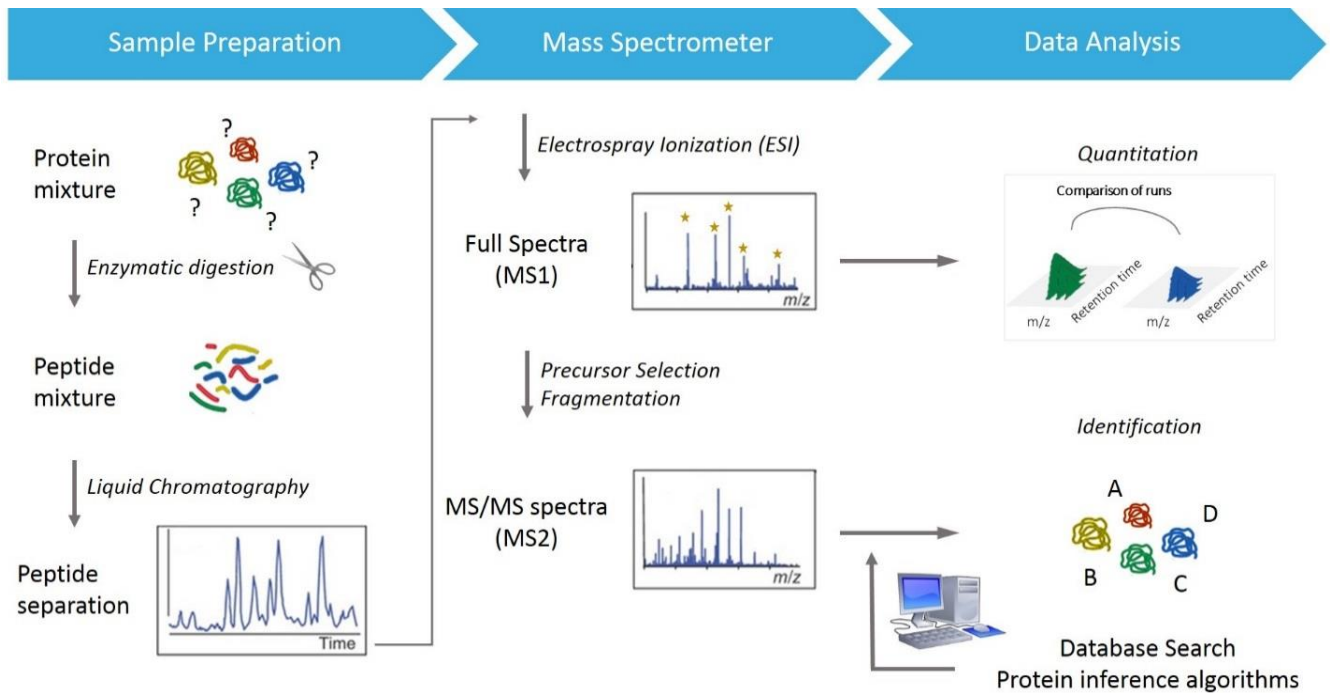 Sample Preparation
Mass Spectrometer
Data Analysis
Protein
mixture
?
?
?
?
Enzymatic digestion
Peptide
mixture
Liquid Chromatography
Peptide
separation
Time
Electrospray Ionization (ESI)
Full Spectra
(MS1)
m/z
Precursor Selection
Fragmentation
MS/MS spectra
(MS2)
m/z
Quantitation
Comparison of runs
m/z
Retention time
m/z
Retention time
Identification
A
D
B
C
Database Search
Protein inference algorithms